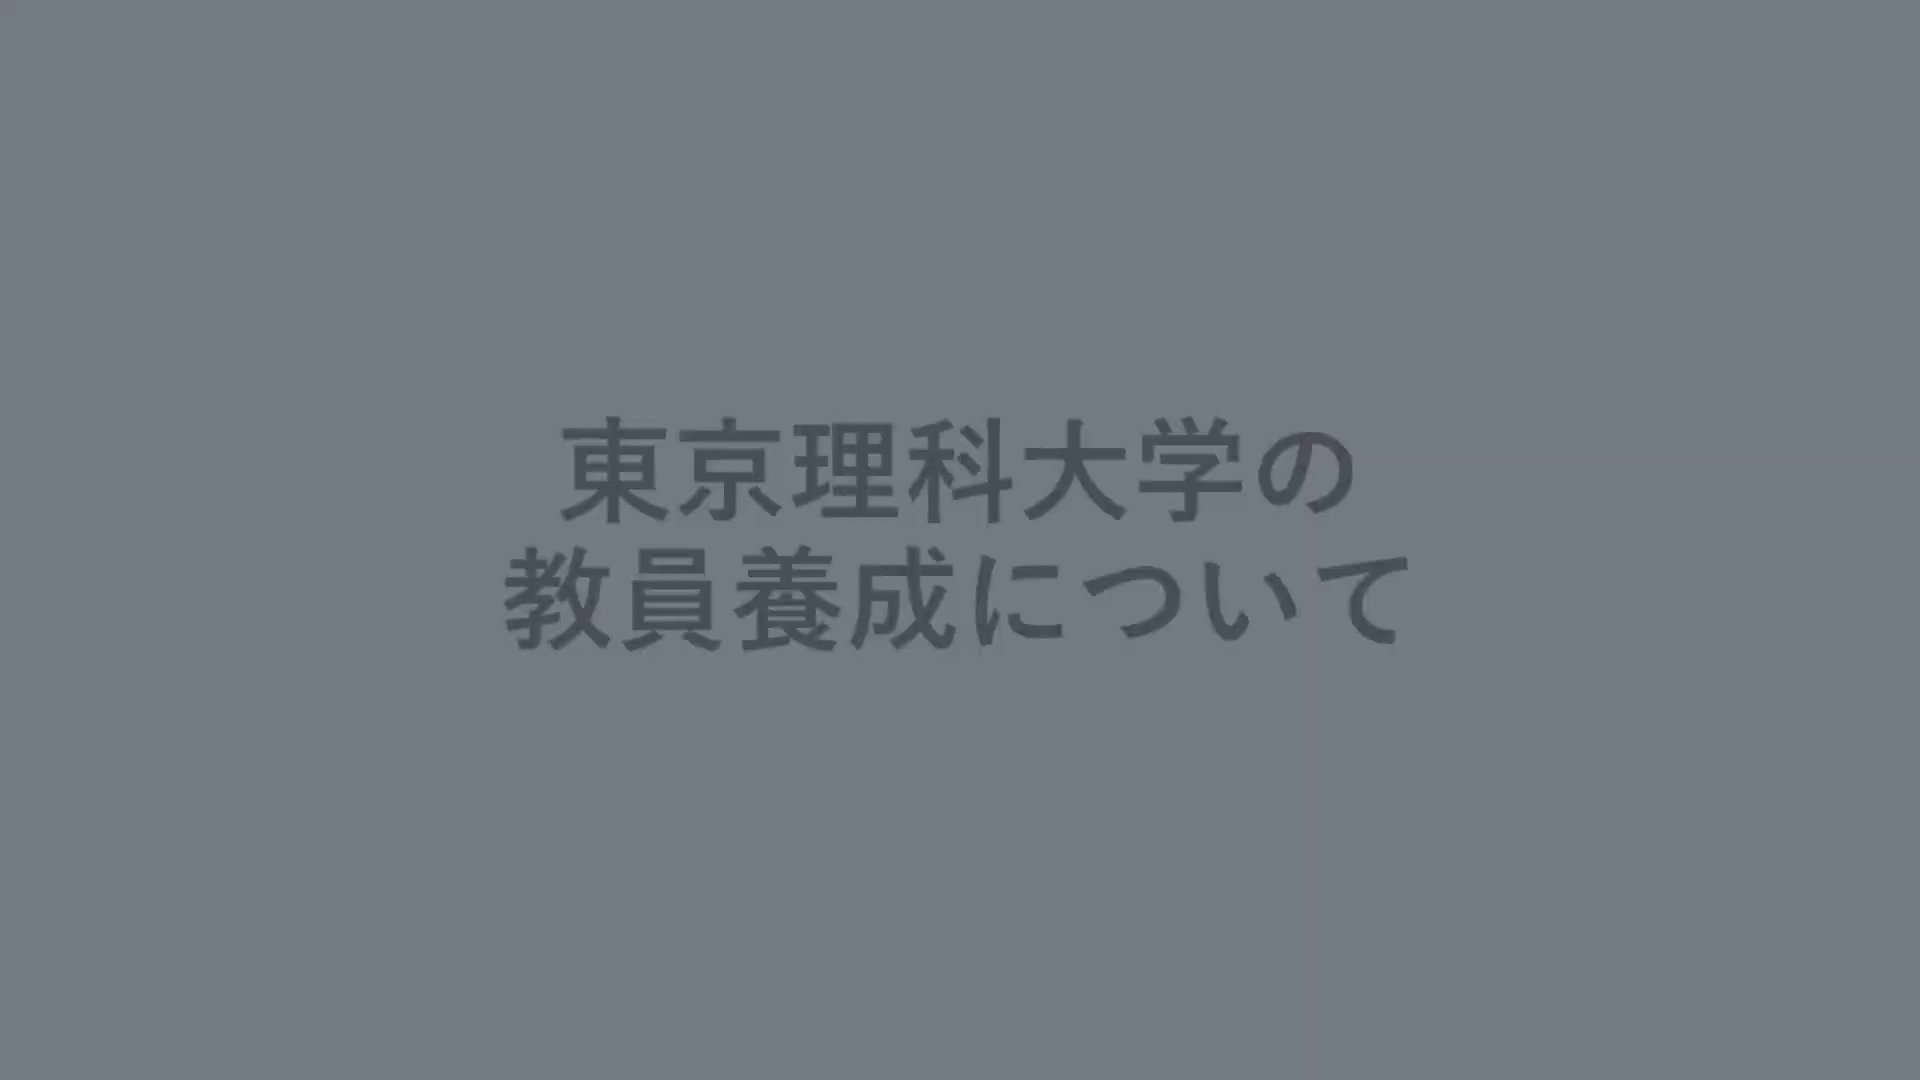 東京理科大学の
教員養成について